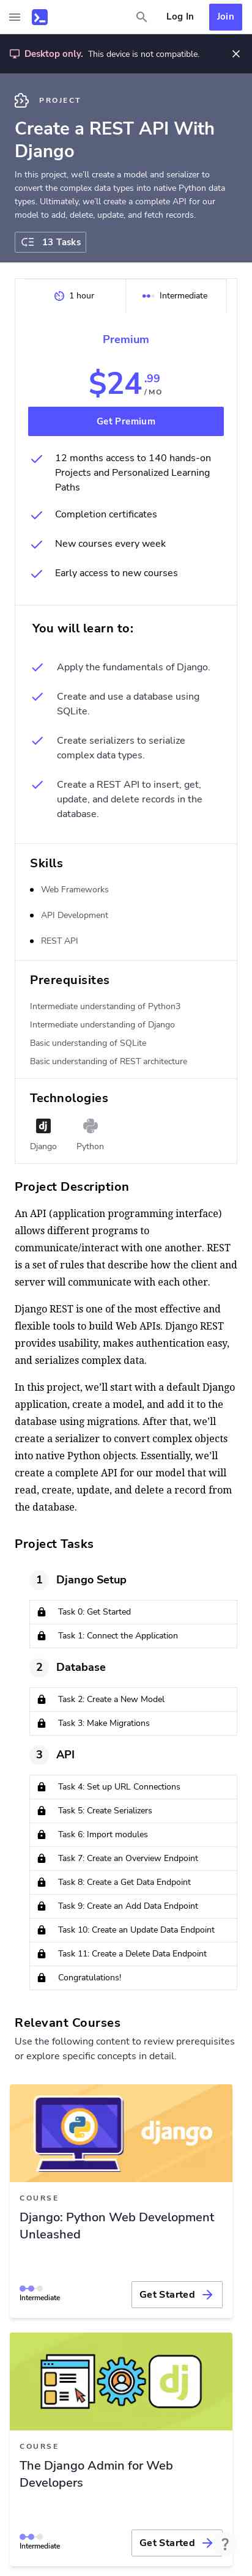 Log In
Join
Desktop only. This device is not compatible.
PROJECT
Create a REST API With
Django
In this project, we'll create a model and serializer to
convert the complex data types into native Python data
types. Ultimately, we'll create a complete API for our
model to add, delete, update, and fetch records.
13 Tasks
1 hour
Intermediate
Premium
$24.99
/ MO
Get Premium
12 months access to 140 hands-on
Projects and Personalized Learning
Paths
Completion certificates
New courses every week
Early access to new courses
You will learn to:
Apply the fundamentals of Django.
Create and use a database using
SQLite.
Create serializers to serialize
complex data types.
Create a REST API to insert, get,
update, and delete records in the
database.
Skills
Web Frameworks
API Development
REST API
Prerequisites
Intermediate understanding of Python3
Intermediate understanding of Django
Basic understanding of SQLite
Basic understanding of REST architecture
Technologies
dj
Django
Python
Project Description
An API (application programming interface)
allows different programs to
communicate/interact with one another. REST
is a set of rules that describe how the client and
server will communicate with each other.
Django REST is one of the most effective and
flexible tools to build Web APIs. Django REST
provides usability, makes authentication easy,
and serializes complex data.
In this project, we'll start with a default Django
application, create a model, and add it to the
database using migrations. After that, we'll
create a serializer to convert complex objects
into native Python objects. Essentially, we'll
create a complete API for our model that will
read, create, update, and delete a record from
the database.
Project Tasks
1 Django Setup
Task 0: Get Started
Task 1: Connect the Application
2 Database
Task 2: Create a New Model
Task 3: Make Migrations
3 API
Task 4: Set up URL Connections
Task 5: Create Serializers
Task 6: Import modules
Task 7: Create an Overview Endpoint
Task 8: Create a Get Data Endpoint
Task 9: Create an Add Data Endpoint
Task 10: Create an Update Data Endpoint
Task 11: Create a Delete Data Endpoint
Congratulations!
Relevant Courses
Use the following content to review prerequisites
or explore specific concepts in detail.
django
COURSE
Django: Python Web Development
Unleashed
Intermediate
Get Started
dj
COURSE
The Django Admin for Web
Developers
Intermediate
Get Started
?